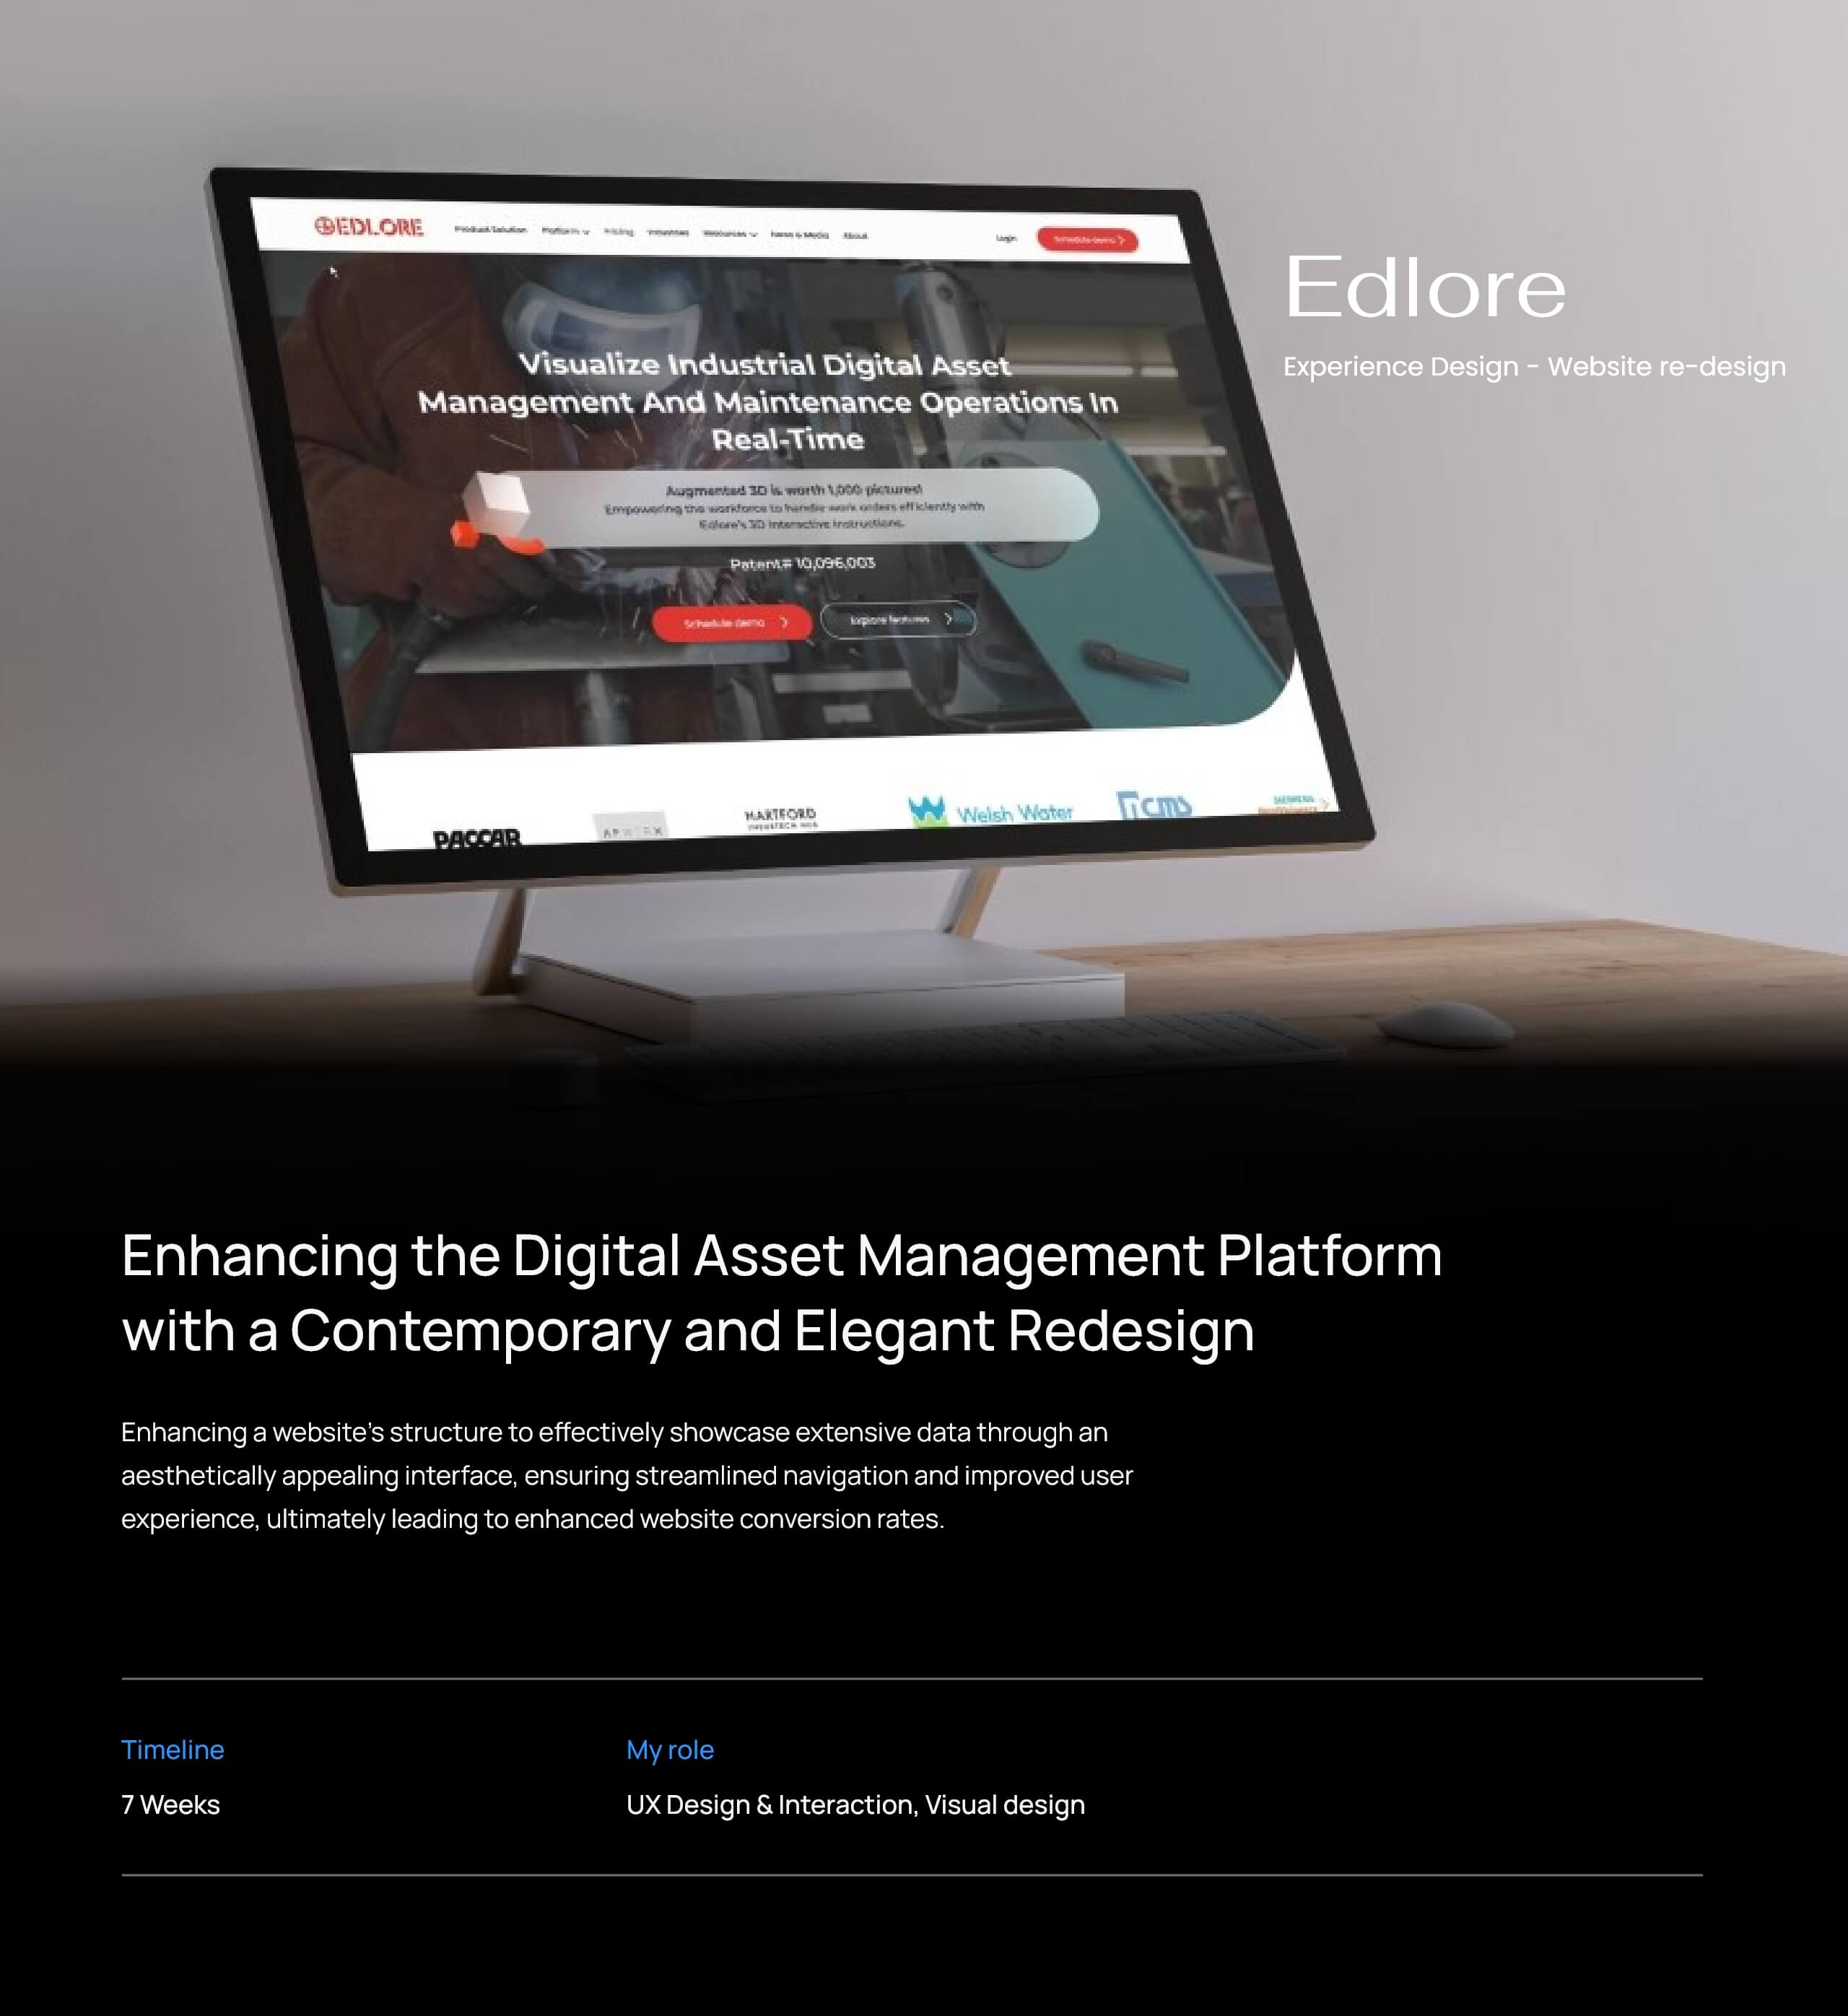 EDLORE
Product/Solution Platform Pricing Industries Resources News & Media About
Login
Schedule demo
Visualize Industrial Digital Asset
Management And Maintenance Operations In
Real-Time
Augmented 3D is worth 1,000 pictures!
Empowering the workforce to handle work orders efficiently with
Edlore's 3D Interactive Instructions.
Patent# 10,096,003
Schedule demo
Explore features
PACCAR
AFWERX
HARTFORD
INSURTECH HUB
Welsh Water
cms
Edlore
Experience Design - Website re-design
Enhancing the Digital Asset Management Platform
with a Contemporary and Elegant Redesign
Enhancing a website’s structure to effectively showcase extensive data through an
aesthetically appealing interface, ensuring streamlined navigation and improved user
experience, ultimately leading to enhanced website conversion rates.
Timeline
7 Weeks
My role
UX Design & Interaction, Visual design